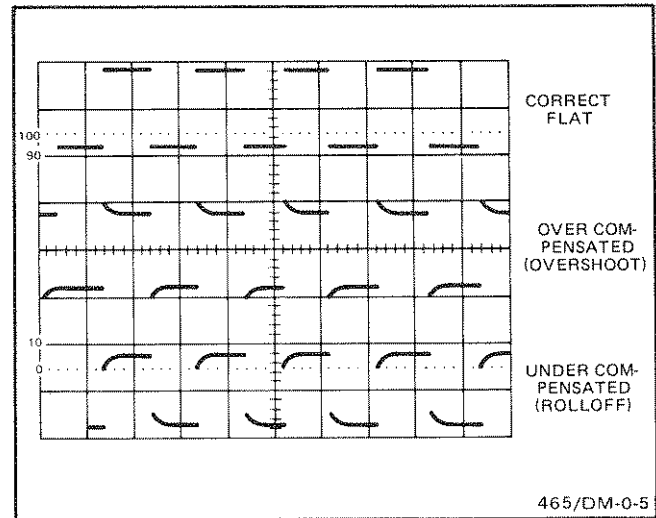 CORRECT
FLAT
100
90
OVER COM-
PENSATED
(OVERSHOOT)
10
0
UNDER COM-
PENSATED
(ROLLOFF)
465/DM-0-5